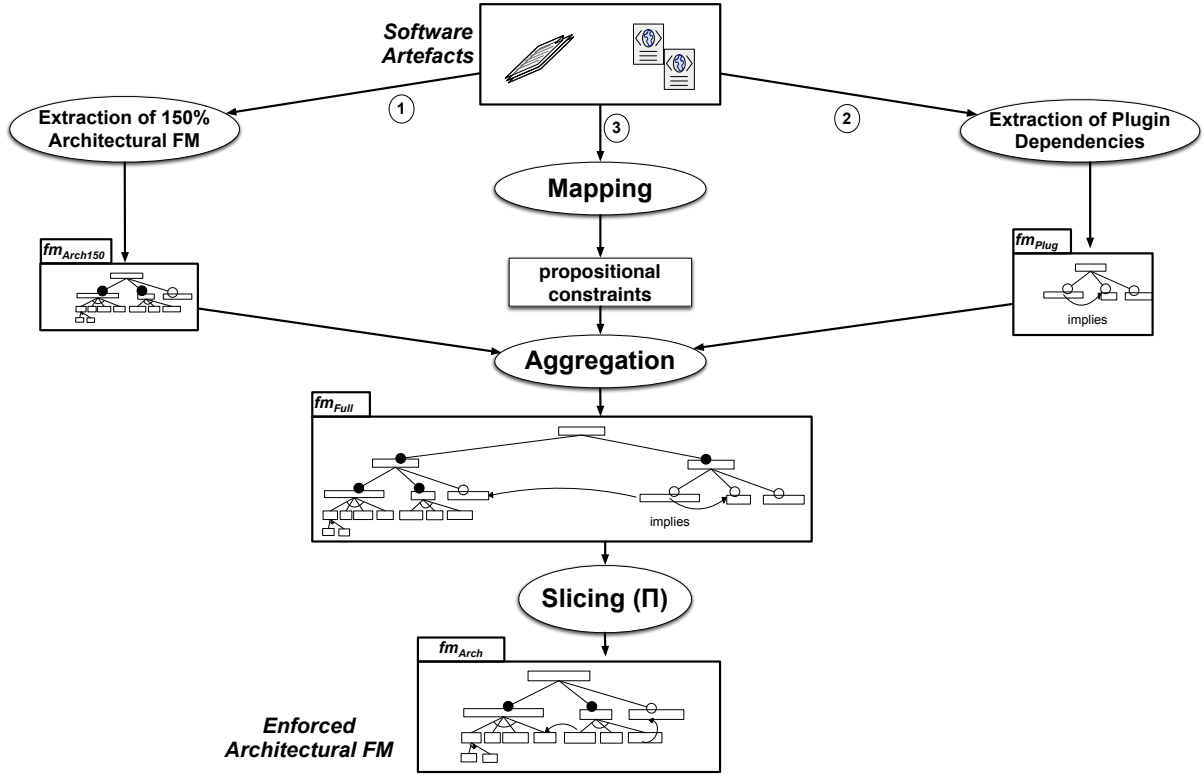 Software
Artefacts
1
3
2
Extraction of 150%
Architectural FM
Extraction of Plugin
Dependencies
Mapping
fmArch150
fmPlug
propositional
constraints
implies
Aggregation
fmFull
implies
Slicing (Π)
fmArch
Enforced
Architectural FM